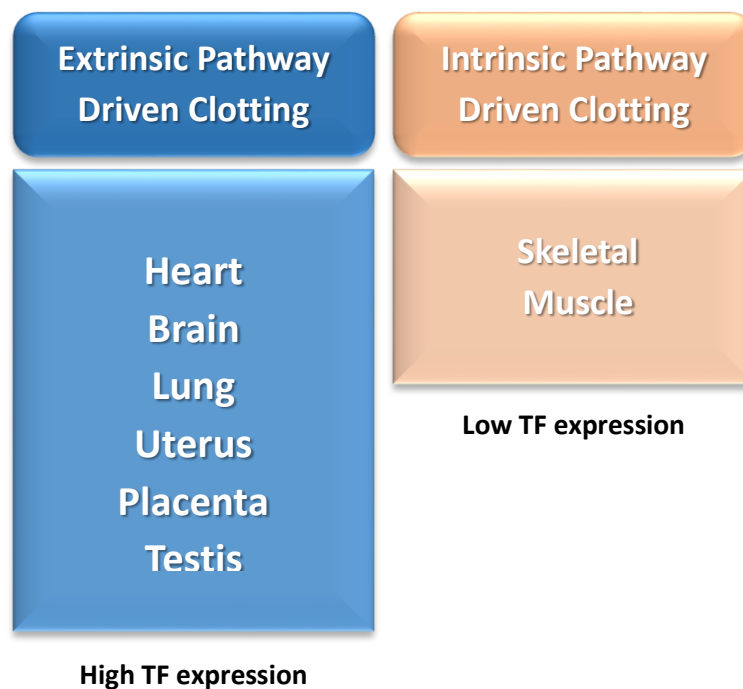 Extrinsic Pathway
Driven Clotting
Heart
Brain
Lung
Uterus
Placenta
Testis
High TF expression
Intrinsic Pathway
Driven Clotting
Skeletal
Muscle
Low TF expression